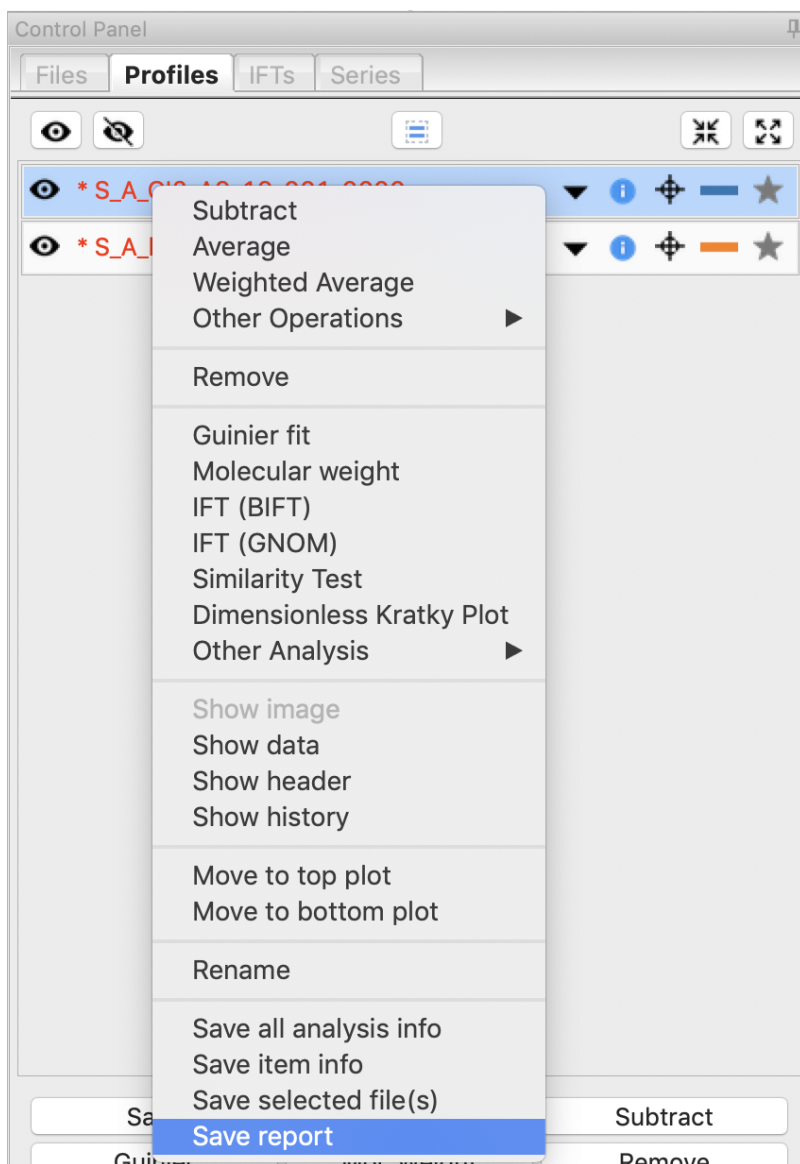 Control Panel
Files Profiles IFTs Series
* S_A_
* S_A_
Subtract
Average
Weighted Average
Other Operations
Remove
Guinier fit
Molecular weight
IFT (BIFT)
IFT (GNOM)
Similarity Test
Dimensionless Kratky Plot
Other Analysis
Show image
Show data
Show header
Show history
Move to top plot
Move to bottom plot
Rename
Save all analysis info
Save item info
Save selected file(s)
Save report
Subtract
Remove